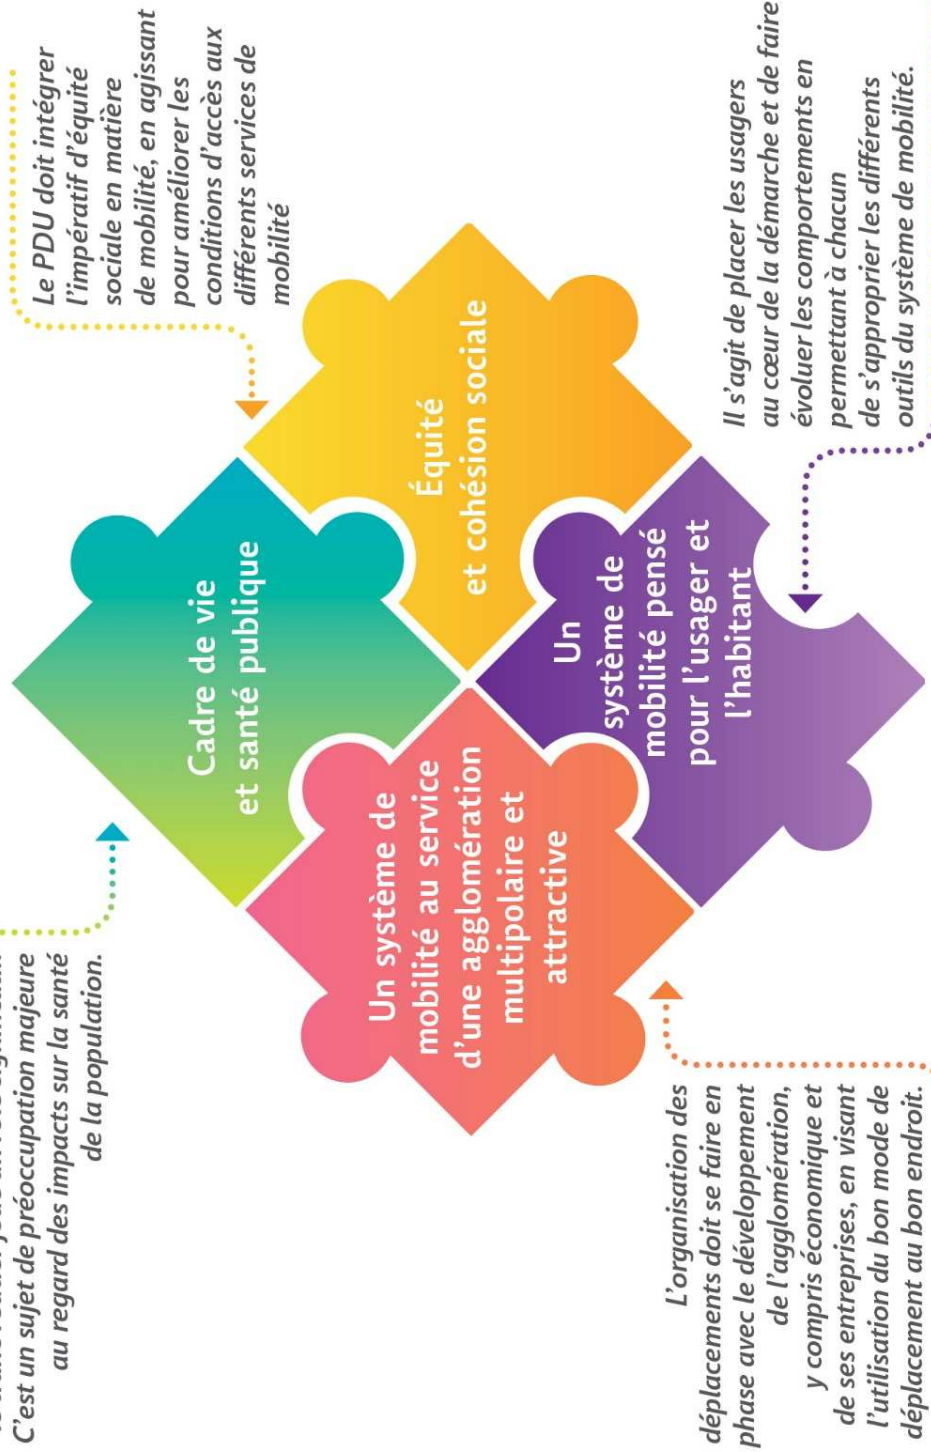 C'est un sujet de préoccupation majeure
au regard des impacts sur la santé
de la population.
Le PDU doit intégrer
l'impératif d'équité
sociale en matière
de mobilité, en agissant
pour améliorer les
conditions d'accès aux
différents services de
mobilité
Cadre de vie
et santé publique
Équité
et cohésion sociale
Un système de
mobilité au service
d'une agglomération
multipolaire et
attractive
Un
système de
mobilité pensé
pour l'usager et
l'habitant
L'organisation des
déplacements doit se faire en
phase avec le développement
de l'agglomération,
y compris économique et
de ses entreprises, en visant
l'utilisation du bon mode de
déplacement au bon endroit.
Il s'agit de placer les usagers
au cœur de la démarche et de faire
évoluer les comportements en
permettant à chacun
de s'approprier les différents
outils du système de mobilité.